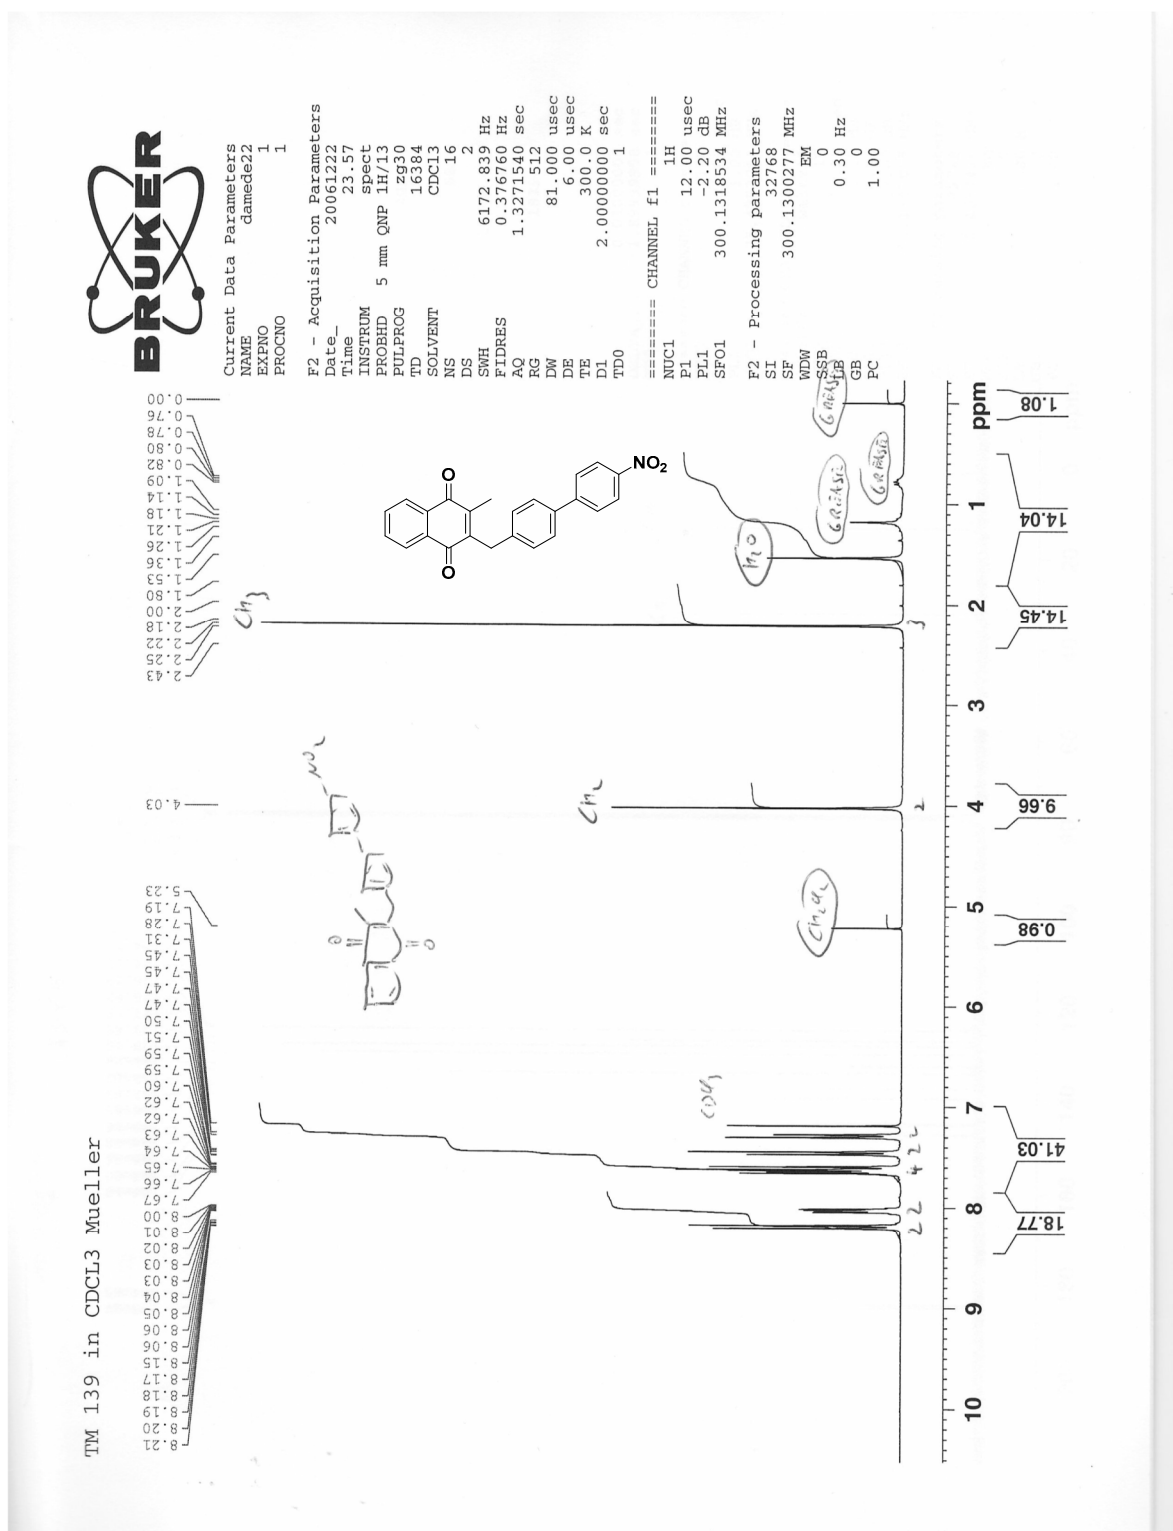 TM 139 in CDCL3 Mueller
8.21
8.20
8.19
8.18
8.17
8.15
8.06
8.06
8.05
8.04
8.03
8.03
8.02
8.01
8.00
7.67
7.66
7.65
7.64
7.63
7.62
7.62
7.60
7.59
7.59
7.51
7.50
7.47
7.47
7.45
7.45
7.31
7.28
7.19
5.23
4.03
2.43
2.25
2.22
2.18
2.00
1.80
1.53
1.36
1.26
1.21
1.18
1.14
1.09
0.82
0.80
0.78
0.76
0.00
BRUKER
Current Data Parameters
NAME damede22
EXPNO 1
PROCNO 1
F2 - Acquisition Parameters
Date_ 20061222
Time 23.57
INSTRUM spect
PROBHD 5 mm QNP 1H/13
PULPROG zg30
TD 16384
SOLVENT CDCl3
NS 16
DS 2
SWH 6172.839 Hz
FIDRES 0.376760 Hz
AQ 1.3271540 sec
RG 512
DW 81.000 usec
DE 6.00 usec
TE 300.0 K
D1 2.00000000 sec
TD0 1
======== CHANNEL f1 ========
NUC1 1H
P1 12.00 usec
PL1 -2.20 dB
SFO1 300.1318534 MHz
F2 - Processing parameters
SI 32768
SF 300.1300277 MHz
WDW EM
SSB 0
LB 0.30 Hz
GB 0
PC 1.00
CH3
O
O
NO2
NO2
O
O
CH2
CDCl3
CH2Cl2
H2O
GREASE
GREASE
GREASE
2 2 4 2 2 2 3
10 9 8 7 6 5 4 3 2 1 ppm
18.77
41.03
0.98
9.66
14.45
14.04
1.08